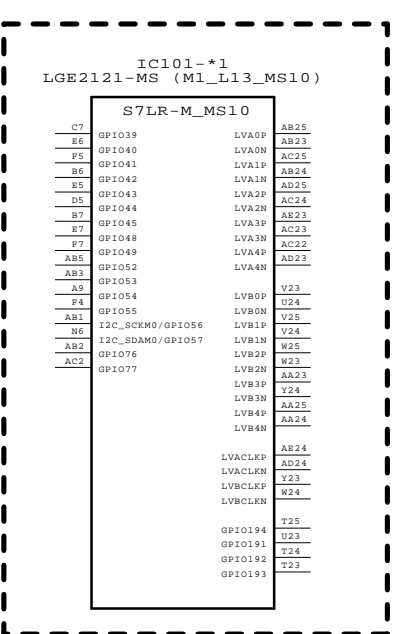 IC101-*1
LGE2121-MS (M1_L13_MS10)
S7LR-M_MS10
C7 GPIO39 LVA0P AB25
E6 GPIO40 LVA0N AB23
F5 GPIO41 LVA1P AC25
B6 GPIO42 LVA1N AB24
E5 GPIO43 LVA2P AD25
D5 GPIO44 LVA2N AC24
B7 GPIO45 LVA3P AE23
E7 GPIO48 LVA3N AC23
F7 GPIO49 LVA4P AC22
AB5 GPIO52 LVA4N AD23
AB3 GPIO53
A9 GPIO54 LVB0P V23
F4 GPIO55 LVB0N U24
AB1 I2C_SCKM0/GPIO56 LVB1P V25
N6 I2C_SDAM0/GPIO57 LVB1N V24
AB2 GPIO76 LVB2P W25
AC2 GPIO77 LVB2N W23
LVB3P AA23
LVB3N Y24
LVB4P AA25
LVB4N AA24
LVACLKP AE24
LVACLKN AD24
LVBCLKP Y23
LVBCLKN W24
GPIO194 T25
GPIO191 U23
GPIO192 T24
GPIO193 T23